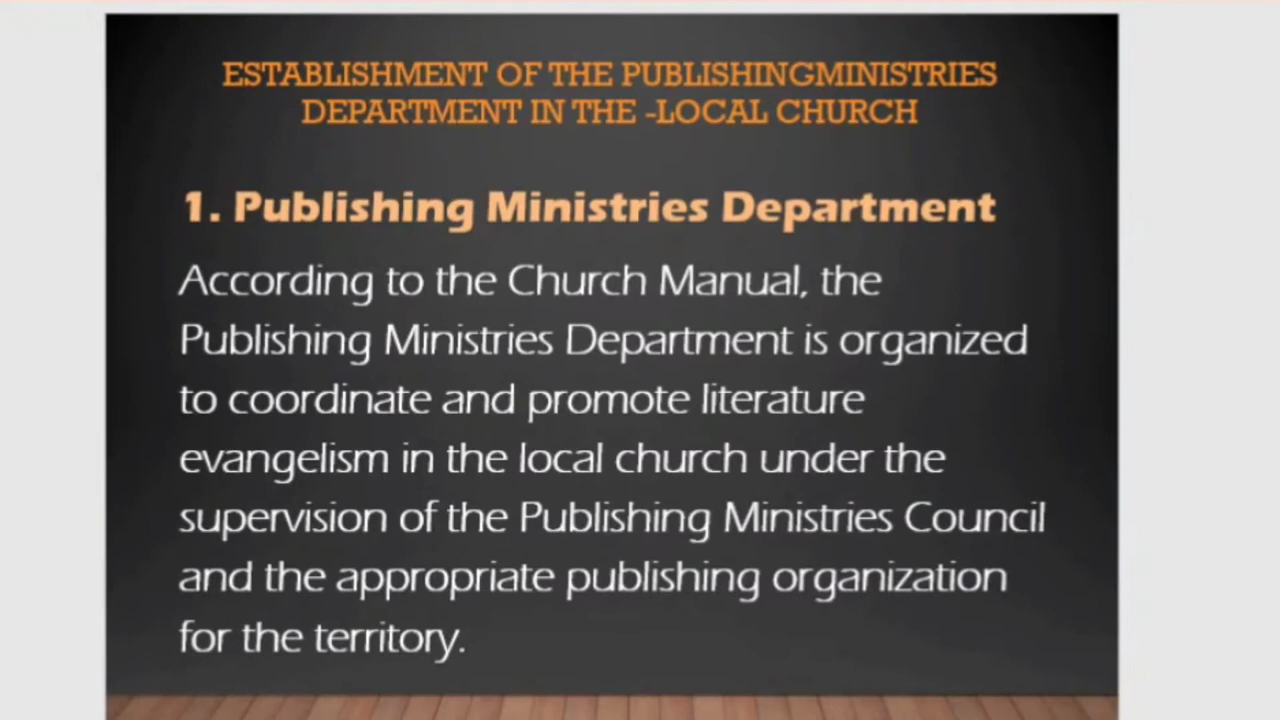 ESTABLISHMENT OF THE PUBLISHINGMINISTRIES
DEPARTMENT IN THE -LOCAL CHURCH
1. Publishing Ministries Department
According to the Church Manual, the
Publishing Ministries Department is organized
to coordinate and promote literature
evangelism in the local church under the
supervision of the Publishing Ministries Council
and the appropriate publishing organization
for the territory.